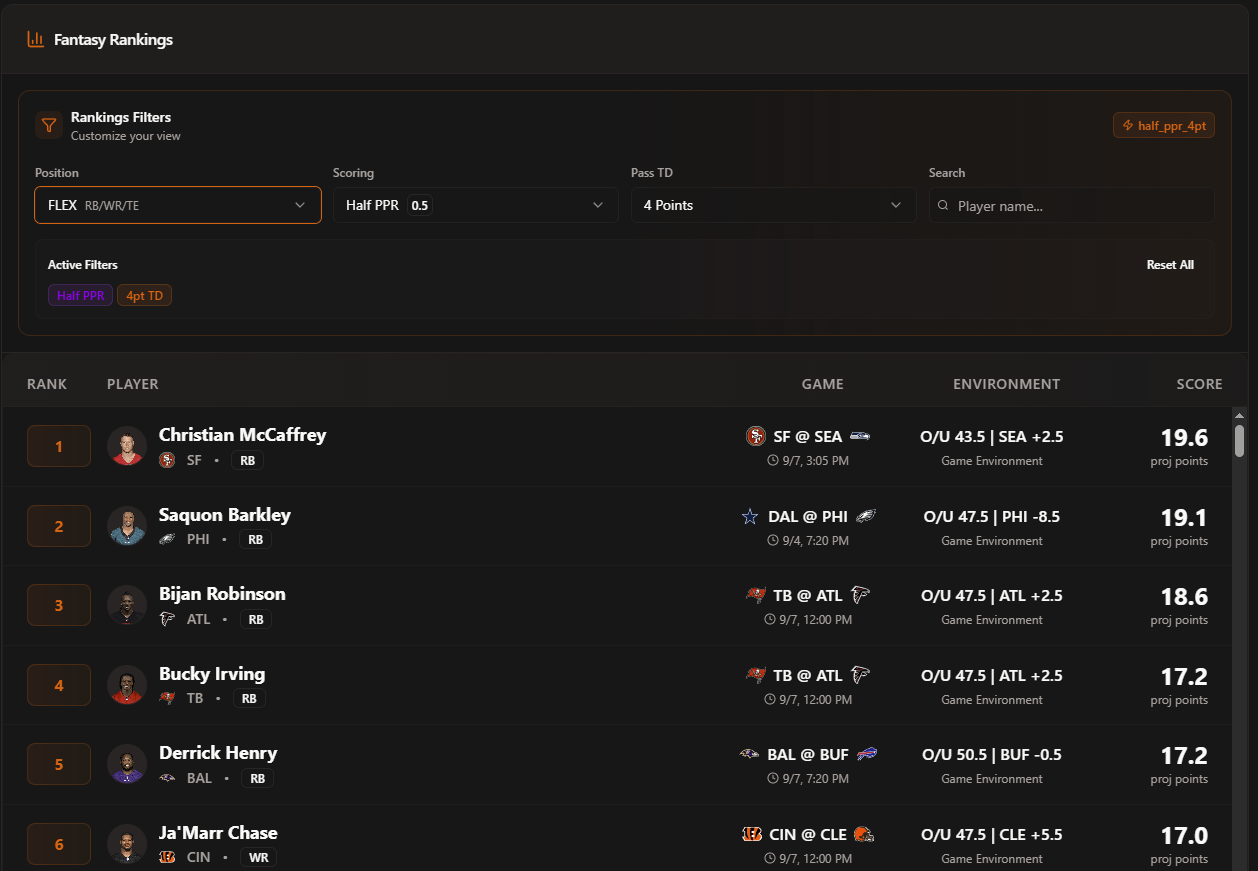 Fantasy Rankings
Rankings Filters
Customize your view
half_ppr_4pt
Position
Scoring
Pass TD
Search
FLEX RB/WR/TE
Half PPR 0.5
4 Points
Player name...
Active Filters
Reset All
Half PPR 4pt TD
RANK PLAYER GAME ENVIRONMENT SCORE
1 Christian McCaffrey SF @ SEA O/U 43.5 | SEA +2.5 19.6
SF • RB 9/7, 3:05 PM Game Environment proj points
2 Saquon Barkley DAL @ PHI O/U 47.5 | PHI -8.5 19.1
PHI • RB 9/4, 7:20 PM Game Environment proj points
3 Bijan Robinson TB @ ATL O/U 47.5 | ATL +2.5 18.6
ATL • RB 9/7, 12:00 PM Game Environment proj points
4 Bucky Irving TB @ ATL O/U 47.5 | ATL +2.5 17.2
TB • RB 9/7, 12:00 PM Game Environment proj points
5 Derrick Henry BAL @ BUF O/U 50.5 | BUF -0.5 17.2
BAL • RB 9/7, 7:20 PM Game Environment proj points
6 Ja'Marr Chase CIN @ CLE O/U 47.5 | CLE +5.5 17.0
CIN • WR 9/7, 12:00 PM Game Environment proj points